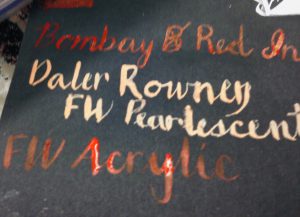 Bombay Red In
Daler Rowney
FW Pearlescent
FW Acrylic